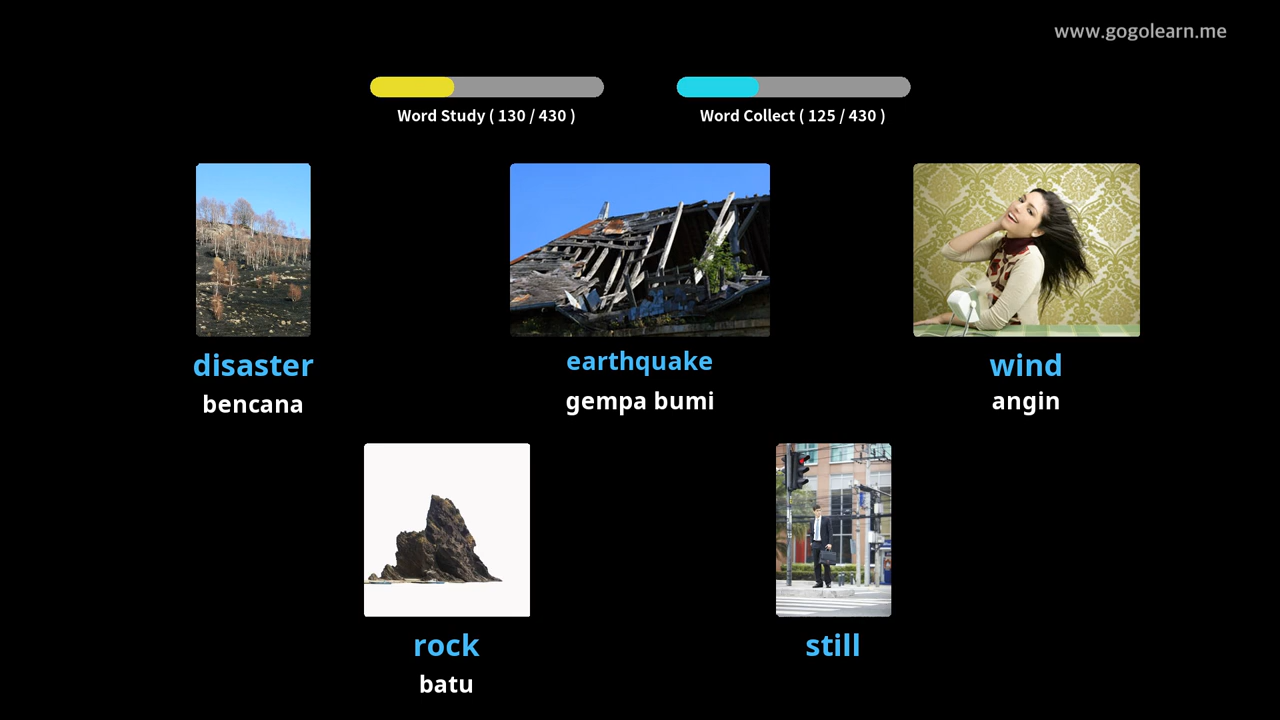 www.gogolearn.me
Word Study ( 130 / 430 )
Word Collect ( 125 / 430 )
disaster
bencana
earthquake
gempa bumi
wind
angin
rock
batu
still